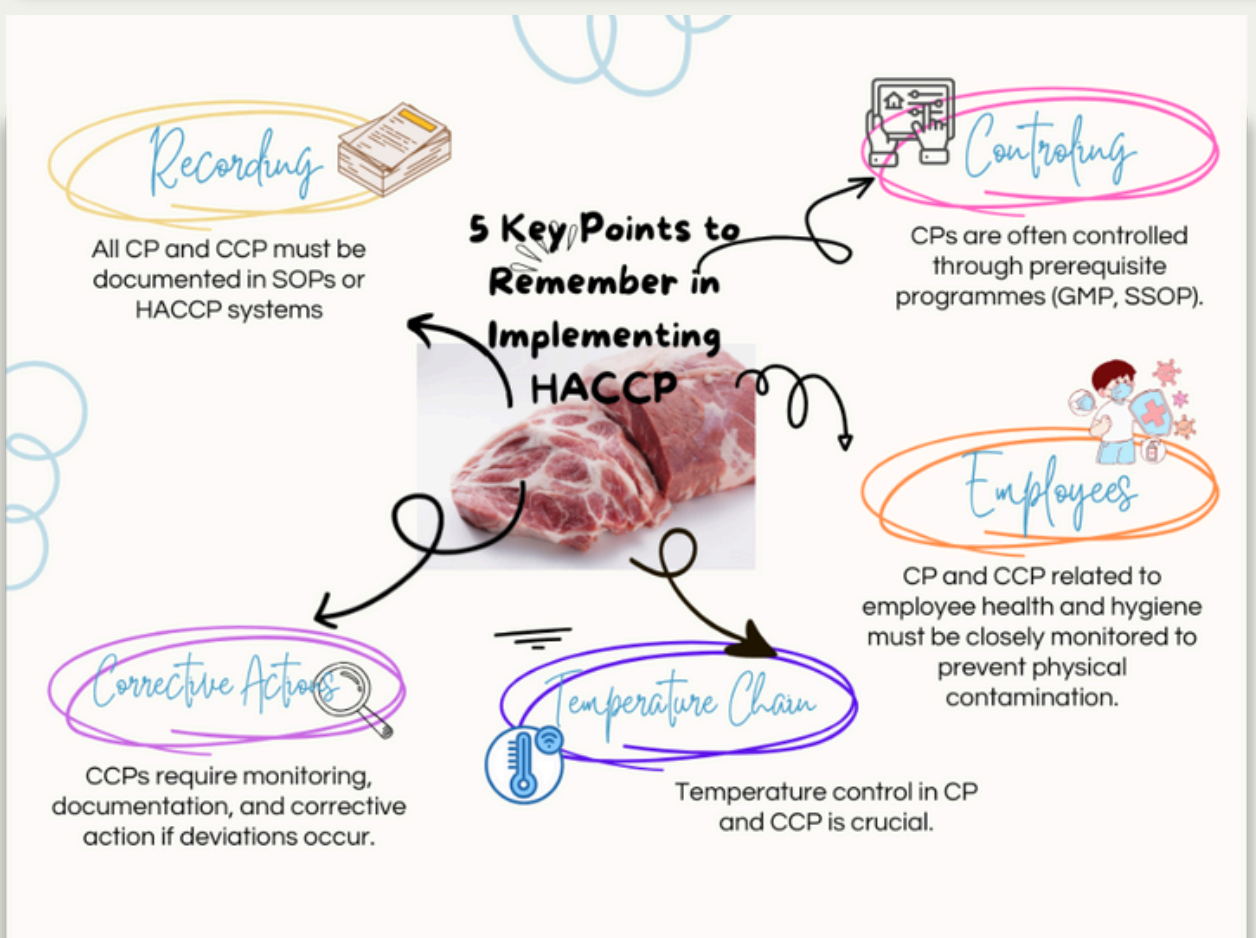 5 Key Points to
Remember in
Implementing
HACCP
Recording
All CP and CCP must be
documented in SOPs or
HACCP systems
Controling
CPs are often controlled
through prerequisite
programmes (GMP, SSOP).
Employees
CP and CCP related to
employee health and hygiene
must be closely monitored to
prevent physical
contamination.
Corrective Actions
CCPs require monitoring,
documentation, and corrective
action if deviations occur.
Temperature Chain
Temperature control in CP
and CCP is crucial.